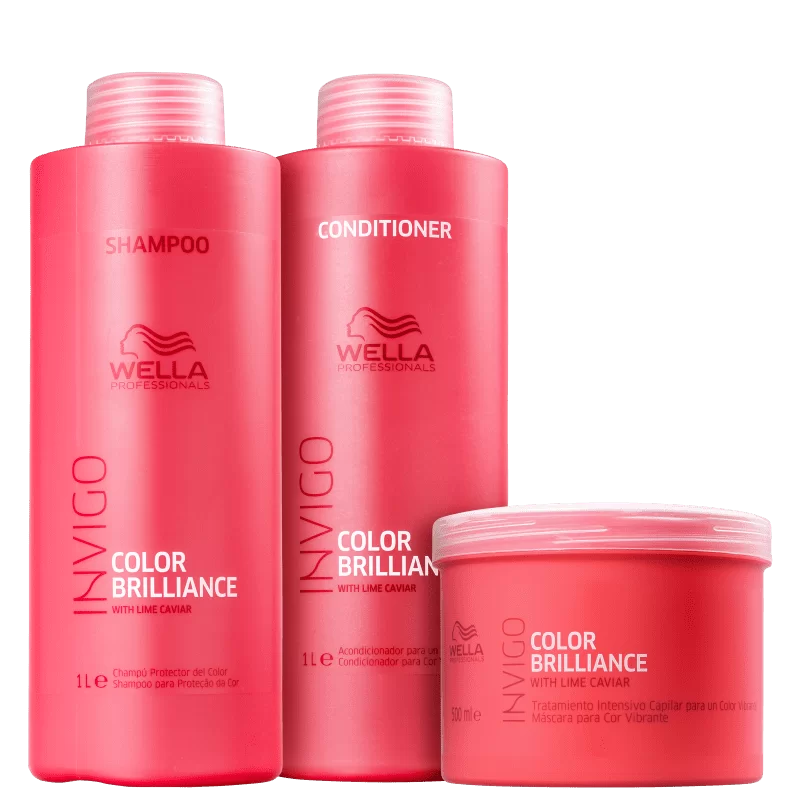 SHAMPOO
WELLA
PROFESSIONALS
INVIGO
COLOR
BRILLIANCE
WITH LIME CAVIAR
1 L e
Champú Protector del Color
Shampoo para Proteção da Cor
CONDITIONER
WELLA
PROFESSIONALS
INVIGO
COLOR
BRILLIAN
WITH LIME CAVIAR
1 L e
Acondicionador para un
Condicionador para Cor
WELLA
PROFESSIONALS
INVIGO
COLOR
BRILLIANCE
WITH LIME CAVIAR
500 ml e
Tratamiento Intensivo Capilar para un Color Vibrante
Máscara para Cor Vibrante